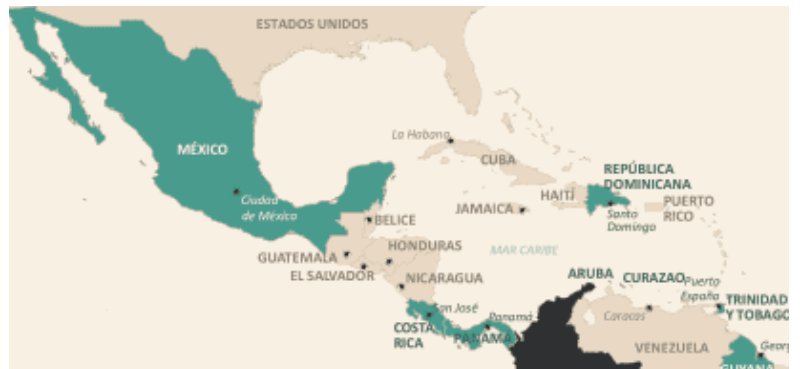 ESTADOS UNIDOS
La Habana
MÉXICO
CUBA
REPÚBLICA
DOMINICANA
HAITÍ
Ciudad
de México
JAMAICA
PUERTO
RICO
Santo
Domingo
BELICE
HONDURAS
MAR CARIBE
GUATEMALA
EL SALVADOR
NICARAGUA
ARUBA
CURAZAO
Puerto
España
TRINIDAD
Y TOBAGO
San José
Panamá
Caracas
COSTA
RICA
PANAMÁ
VENEZUELA
Georg
GUYANA